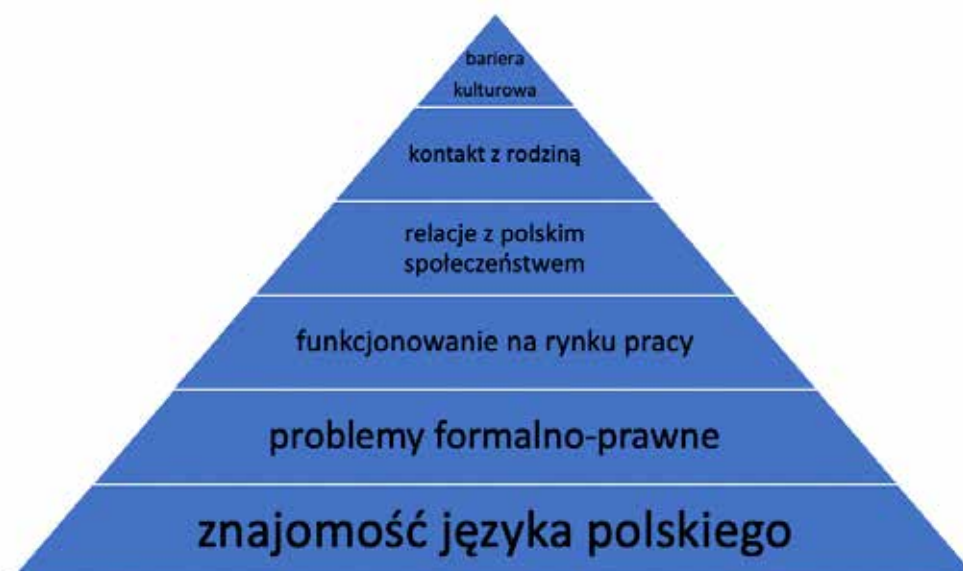 bariera
kulturowa
kontakt z rodziną
relacje z polskim
społeczeństwem
funkcjonowanie na rynku pracy
problemy formalno-prawne
znajomość języka polskiego